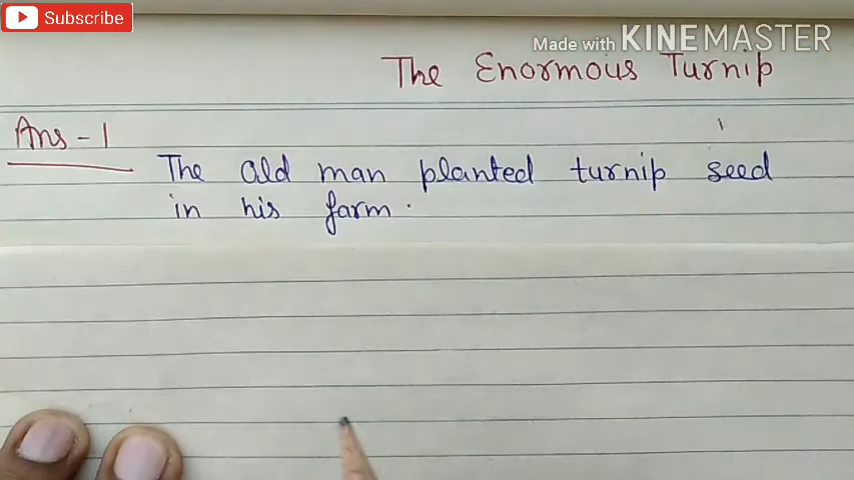 Subscribe
Made with KINEMASTER
The Enormous Turnip
Ans - 1
The old man planted turnip seed
in his farm.